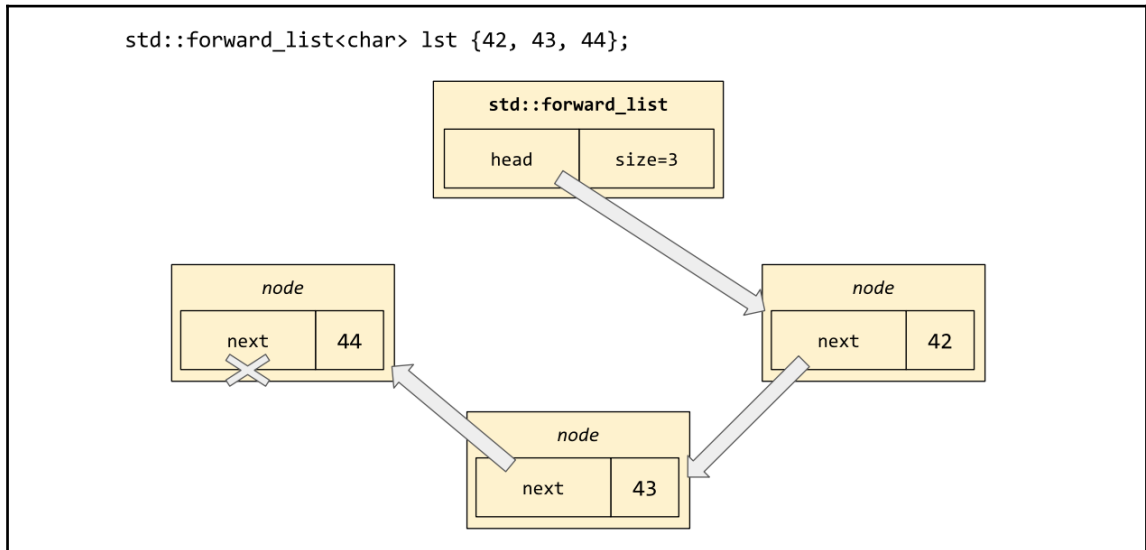 std::forward_list<char> lst {42, 43, 44};
std::forward_list
head size=3
node
next 44
node
next 42
node
next 43